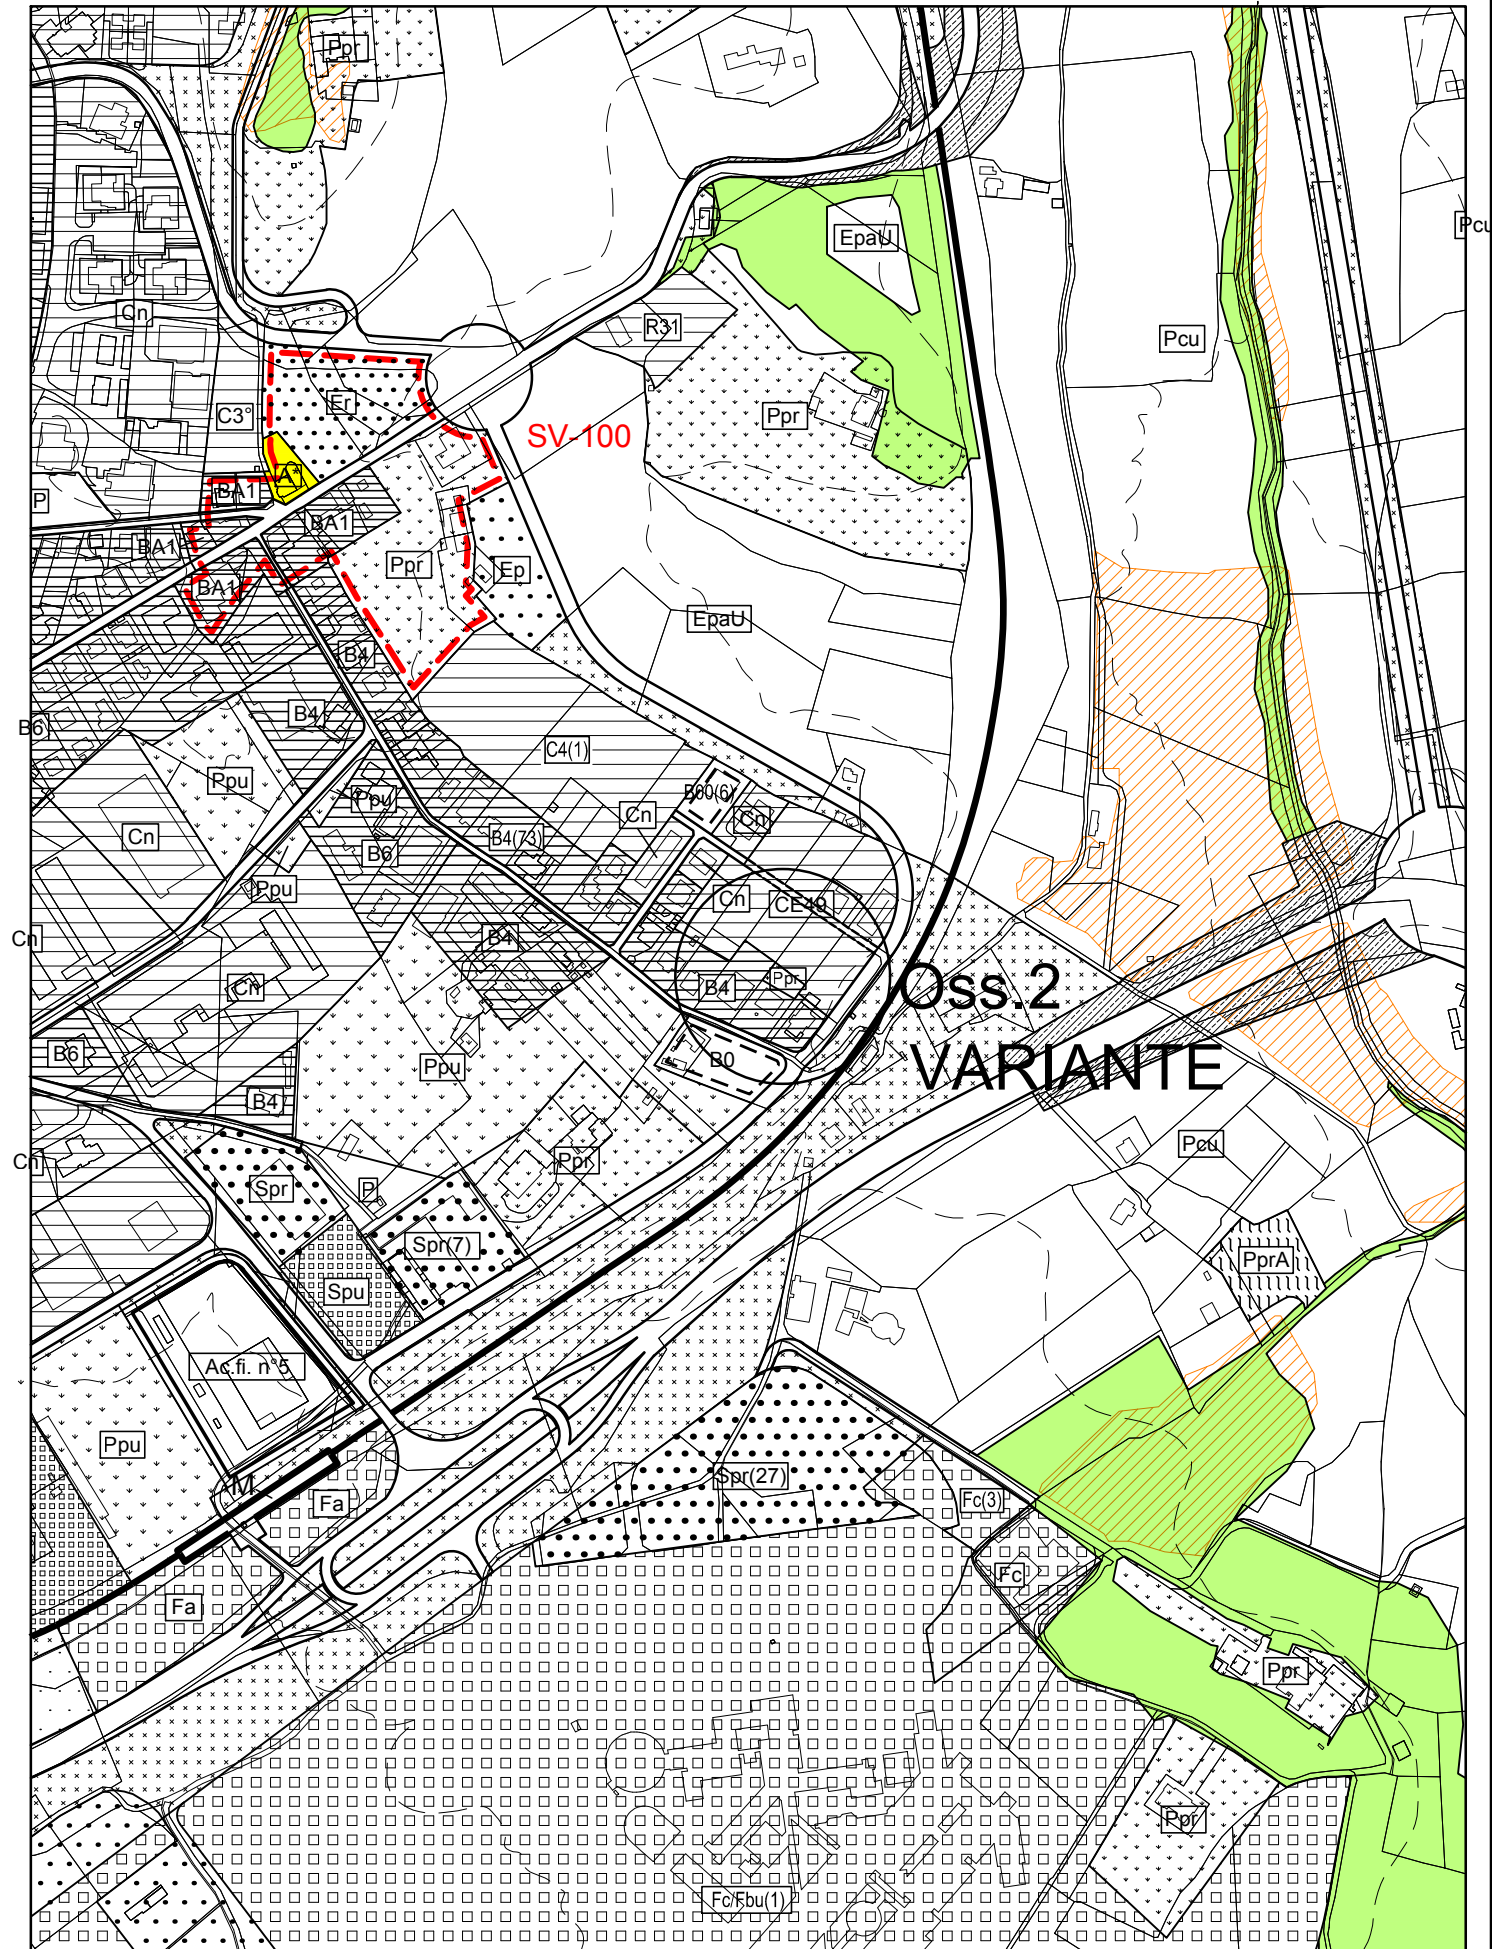 Ppr
EpaU
Pcu
Cn
R31
Pcu
Er
C3°
Ppr
SV-100
A*
BA1
P
BA1
BA1
Ppr
Ep
BA1
EpaU
B4
B4
B6
C4(1)
Ppu
Ppu
B60(6)
Cn
Cn
Cn
B4(73)
B6
Ppu
Cn
CE49
Cn
B4
Ppr
Cn
B4
Oss.2
VARIANTE
B6
Ppu
B0
B4
Pcu
Cn
Ppr
Spr
P
Spr(7)
PprA
Spu
Ac.fi. n°5
Ppu
M
Spr(27)
Fa
Fc(3)
Fc
Fa
Ppr
Ppr
Fc/Fbu(1)